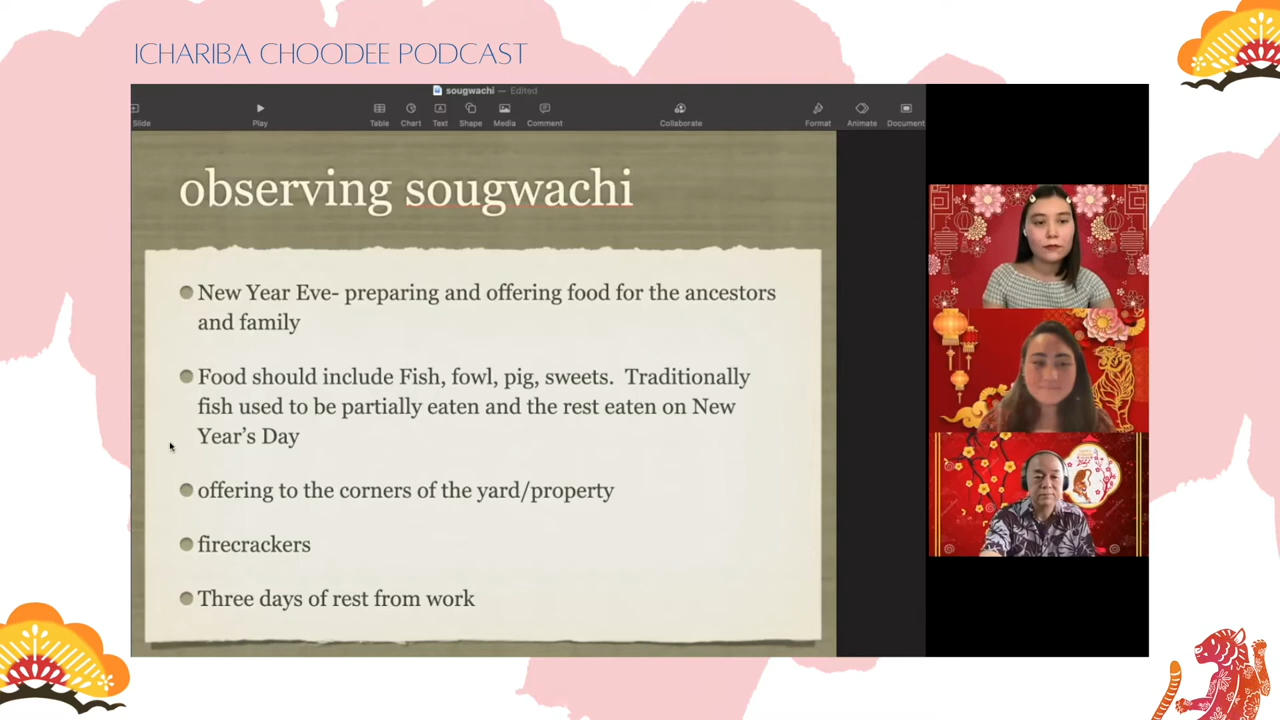 ICHARIBA CHOODEE PODCAST
sougwachi — Edited
Slide
Play
Table
Chart
Text
Shape
Media
Comment
Collaborate
Format
Animate
Document
observing sougwachi
New Year Eve- preparing and offering food for the ancestors
and family
Food should include Fish, fowl, pig, sweets. Traditionally
fish used to be partially eaten and the rest eaten on New
Year’s Day
offering to the corners of the yard/property
firecrackers
Three days of rest from work